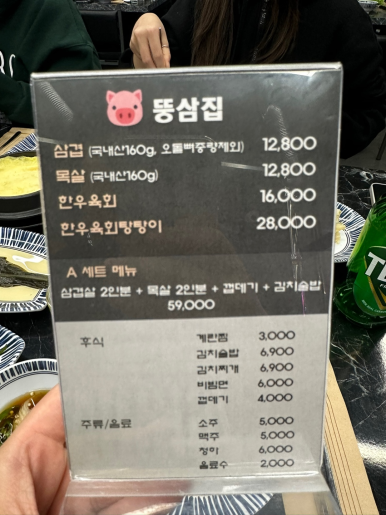 뚱삼집
삼겹 (국내산160g, 오돌뼈중량제외) 12,800
목살 (국내산160g) 12,800
한우육회 16,000
한우육회탕탕이 28,000
A 세트 메뉴
삼겹살 2인분 + 목살 2인분 + 껍데기 + 김치술밥
59,000
후식 계란찜 3,000
김치술밥 6,900
김치찌개 6,900
비빔면 6,000
껍데기 4,000
주류/음료 소주 5,000
맥주 5,000
청하 6,000
음료수 2,000